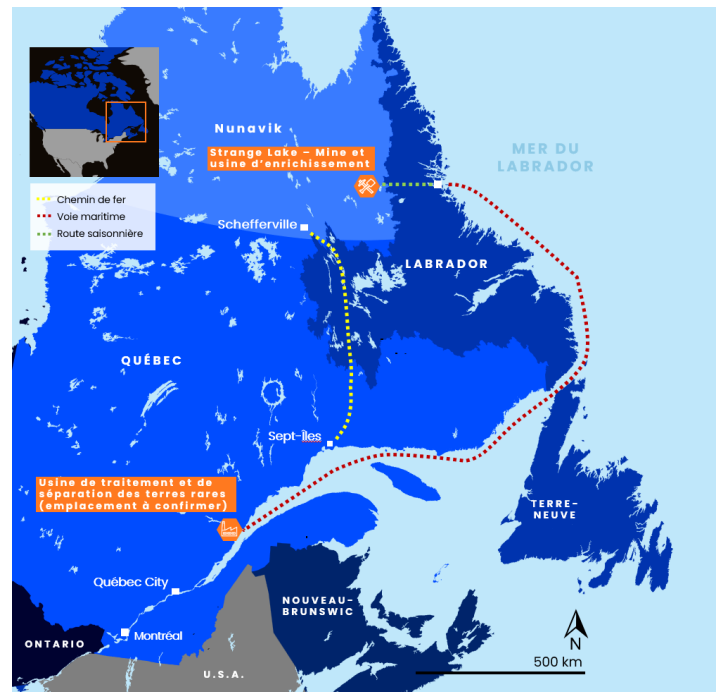 Nunavik
Strange Lake – Mine et
usine d'enrichissement
MER DU
LABRADOR
Chemin de fer
Voie maritime
Route saisonnière
Schefferville
LABRADOR
QUÉBEC
Sept-Îles
Usine de traitement et de
séparation des terres rares
(emplacement à confirmer)
TERRE-
NEUVE
Québec City
NOUVEAU-
BRUNSWIC
Montréal
ONTARIO
U.S.A.
500 km